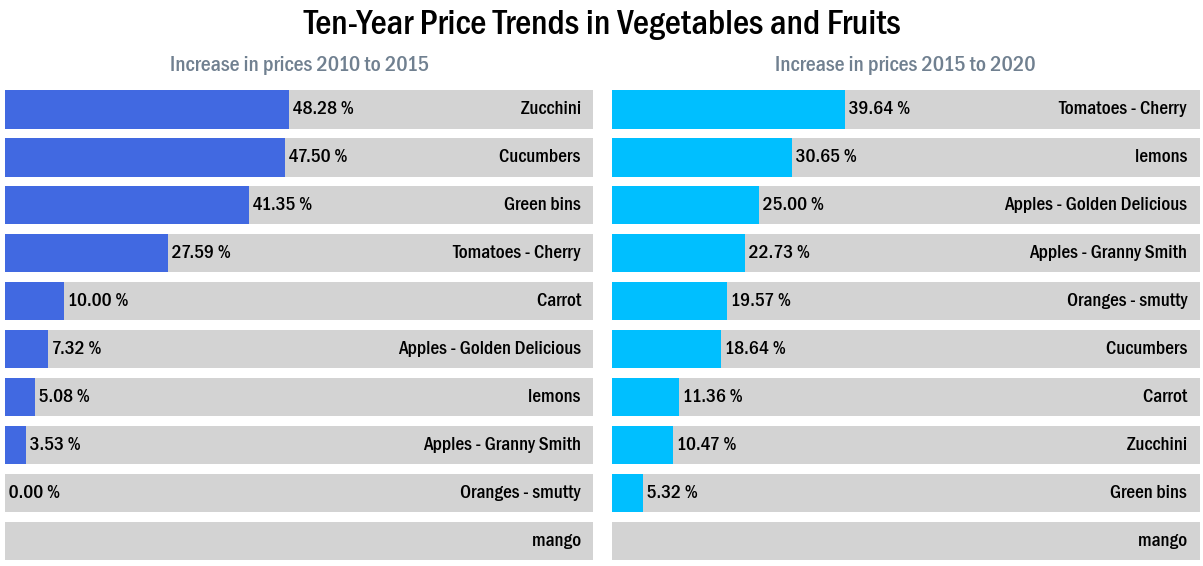 Ten-Year Price Trends in Vegetables and Fruits
Increase in prices 2010 to 2015
48.28 % Zucchini
47.50 % Cucumbers
41.35 % Green bins
27.59 % Tomatoes - Cherry
10.00 % Carrot
7.32 % Apples - Golden Delicious
5.08 % lemons
3.53 % Apples - Granny Smith
0.00 % Oranges - smutty
mango
Increase in prices 2015 to 2020
39.64 % Tomatoes - Cherry
30.65 % lemons
25.00 % Apples - Golden Delicious
22.73 % Apples - Granny Smith
19.57 % Oranges - smutty
18.64 % Cucumbers
11.36 % Carrot
10.47 % Zucchini
5.32 % Green bins
mango